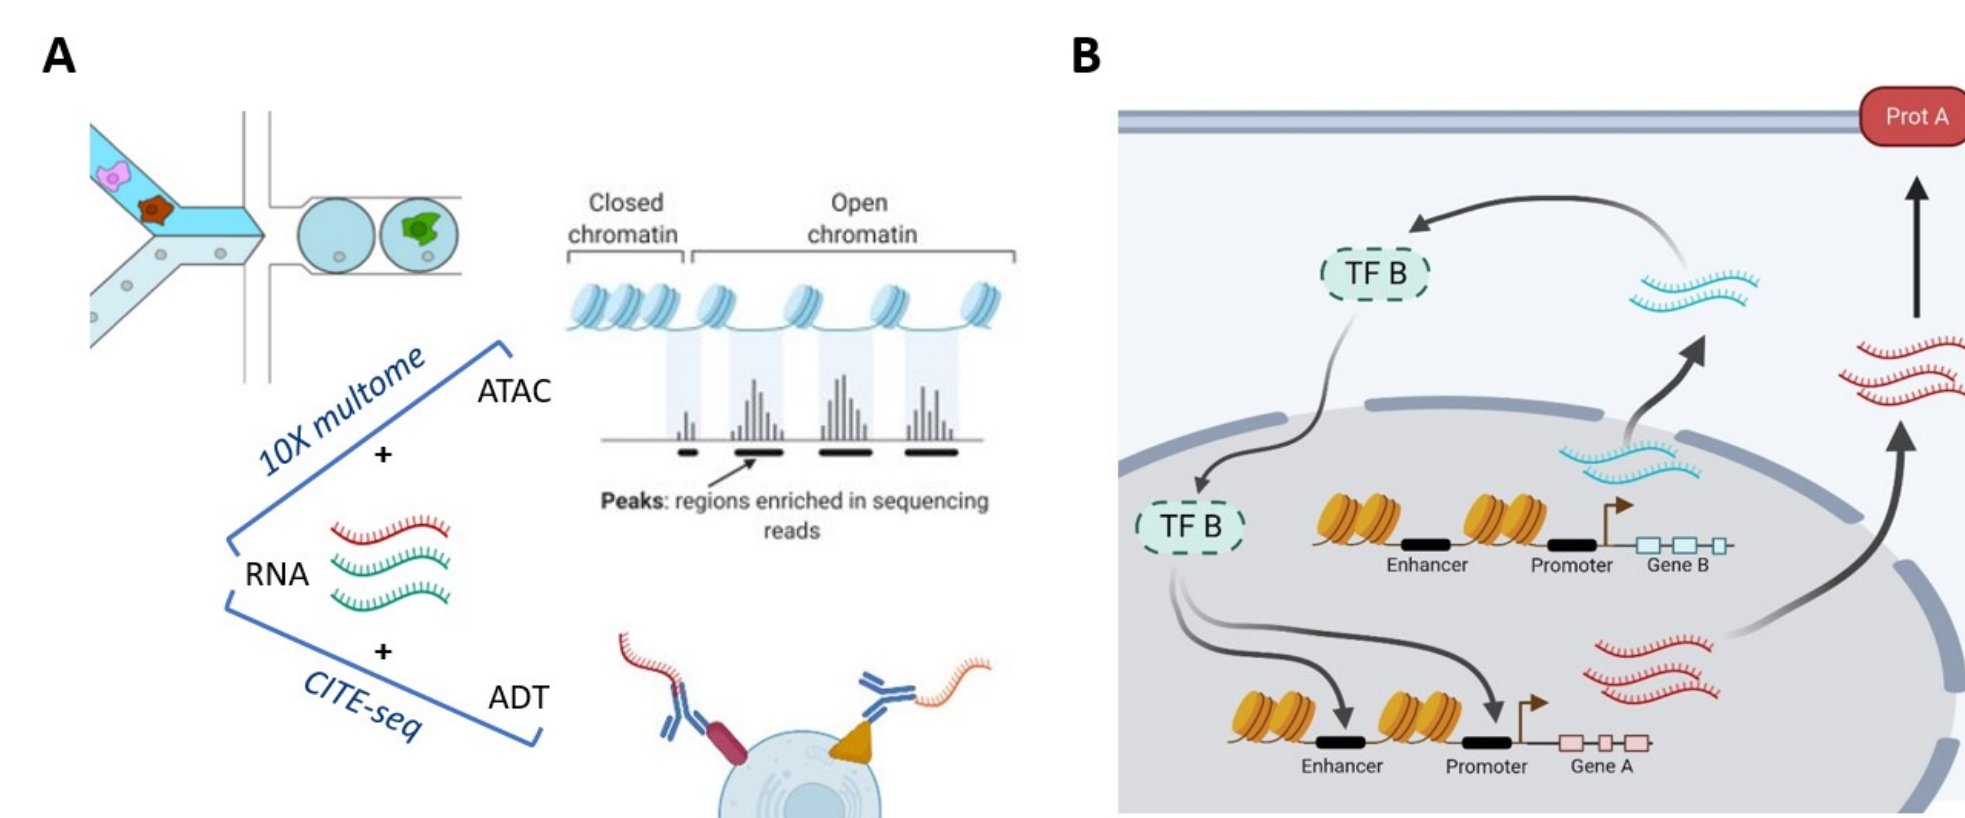 A
Closed
chromatin
Open
chromatin
10X multome
ATAC
+
Peaks: regions enriched in sequencing
reads
RNA
+
CITE-seq
ADT
B
Prot A
TF B
TF B
Enhancer
Promoter
Gene B
Enhancer
Promoter
Gene A